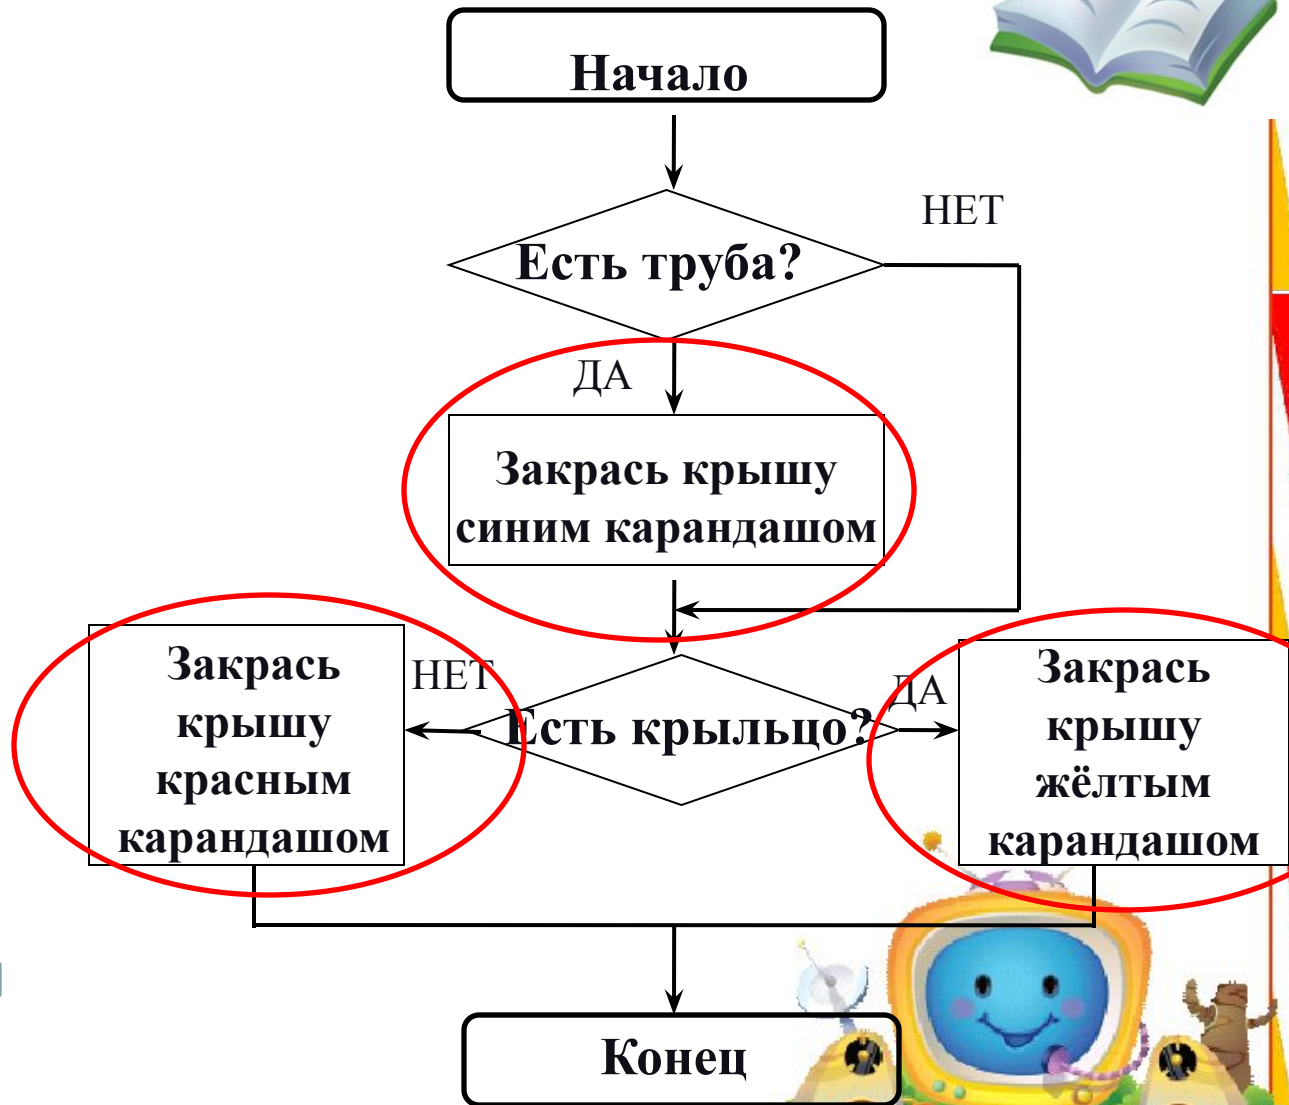 Начало
Есть труба?
НЕТ
ДА
Закрась крышу
синим карандашом
Закрась
крышу
красным
карандашом
НЕТ
Есть крыльцо?
ДА
Закрась
крышу
жёлтым
карандашом
Конец